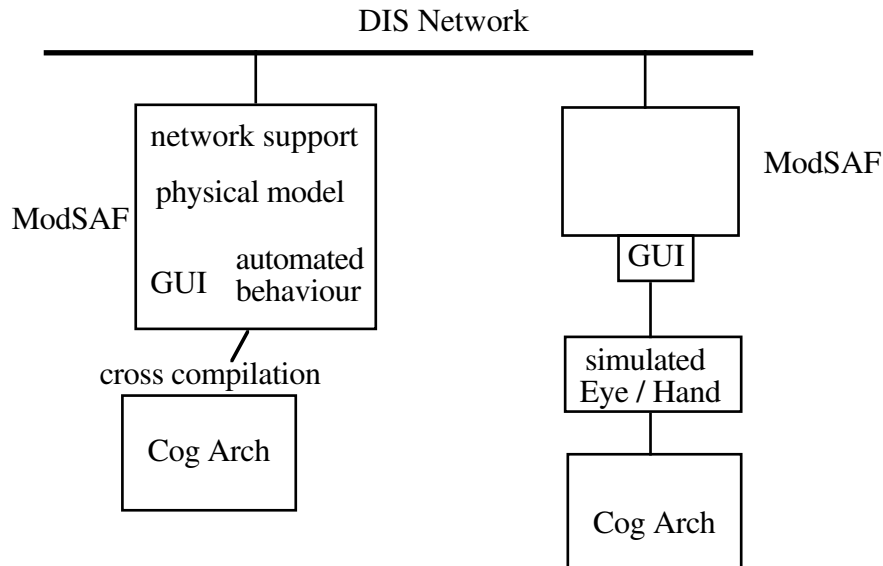 DIS Network
network support
physical model
ModSAF
GUI
automated
behaviour
cross compilation
Cog Arch
ModSAF
GUI
simulated
Eye / Hand
Cog Arch